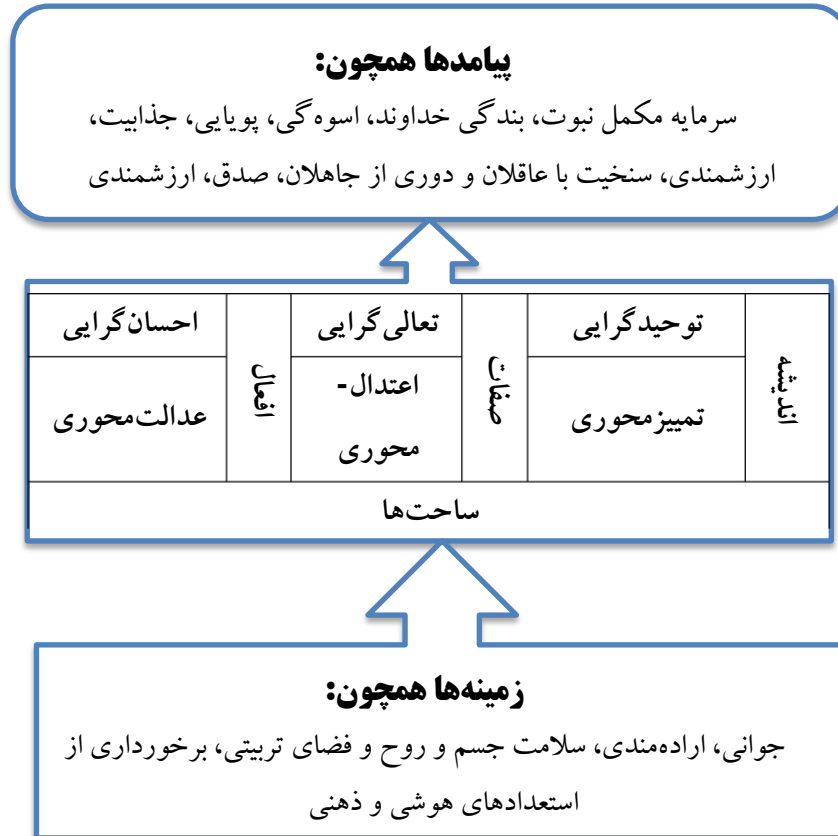 پیامدها همچون:
سرمایه مکمل نبوت، بندگی خداوند، اسوه‌گی، پویایی، جذابیت،
ارزشمندی، سنخیت با عاقلان و دوری از جاهلان، صدق، ارزشمندی
اندیشه
توحیدگرایی
تمییزمحوری
صفات
تعالی‌گرایی
اعتدال-
محوری
افعال
احسان‌گرایی
عدالت‌محوری
ساحت‌ها
زمینه‌ها همچون:
جوانی، اراده‌مندی، سلامت جسم و روح و فضای تربیتی، برخورداری از
استعدادهای هوشی و ذهنی